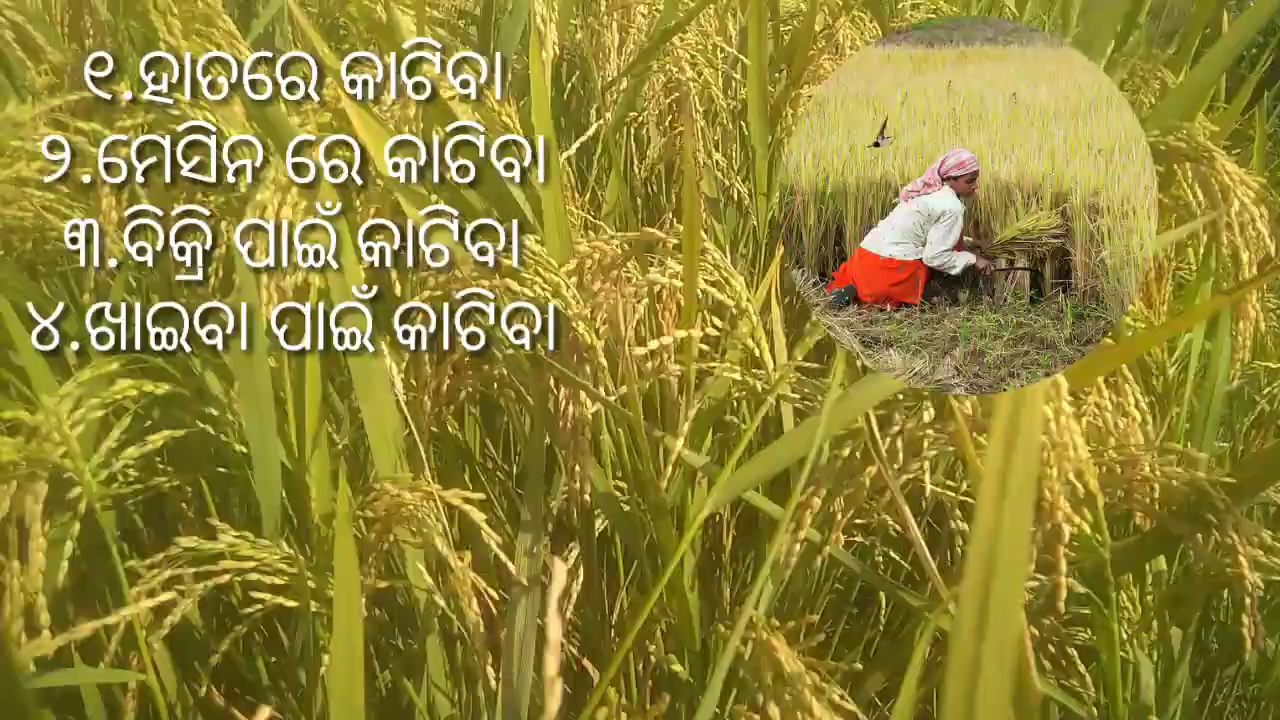 ୧.ହାତରେ କାଟିବା
୨.ମେସିନ ରେ କାଟିବା
୩.ବିକ୍ରି ପାଇଁ କାଟିବା
୪.ଖାଇବା ପାଇଁ କାଟିବା